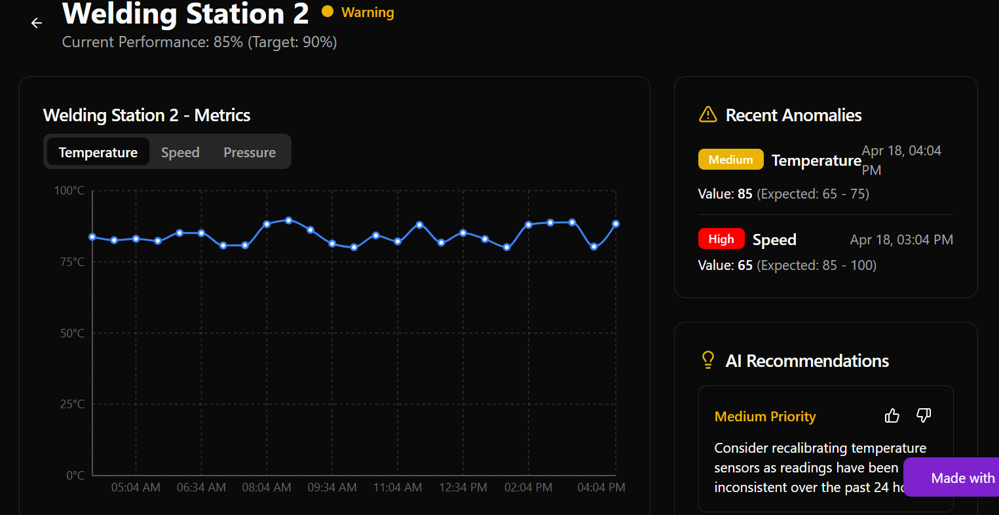 Welding Station 2
Warning
Current Performance: 85% (Target: 90%)
Welding Station 2 - Metrics
Temperature Speed Pressure
100°C
75°C
50°C
25°C
0°C
05:04 AM 06:34 AM 08:04 AM 09:34 AM 11:04 AM 12:34 PM 02:04 PM 04:04 PM
Recent Anomalies
Medium Temperature Apr 18, 04:04
PM
Value: 85 (Expected: 65 - 75)
High Speed Apr 18, 03:04 PM
Value: 65 (Expected: 85 - 100)
AI Recommendations
Medium Priority
Consider recalibrating temperature
sensors as readings have been
inconsistent over the past 24
Made with